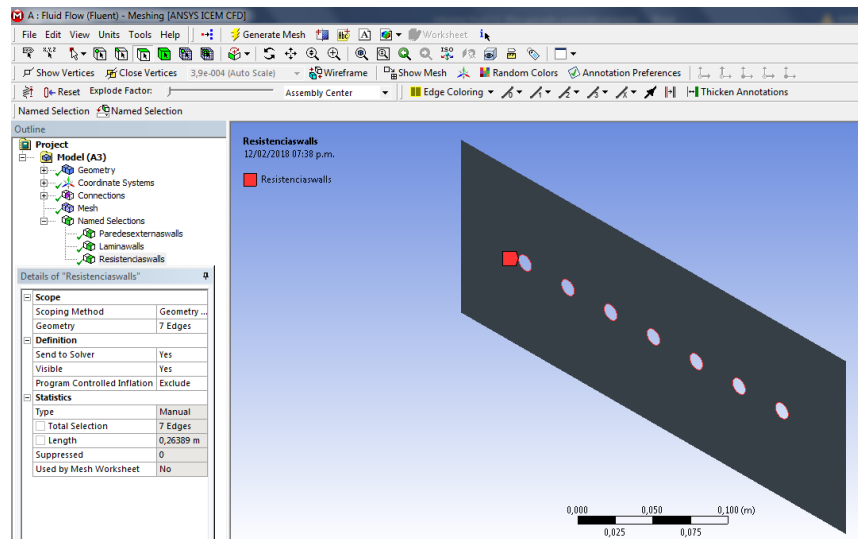 A : Fluid Flow (Fluent) - Meshing [ANSYS ICEM CFD]
File Edit View Units Tools Help Generate Mesh Worksheet
Show Vertices Close Vertices 3,9e-004 (Auto Scale) Wireframe Show Mesh Random Colors Annotation Preferences
Reset Explode Factor: Assembly Center Edge Coloring Thicken Annotations
Named Selection Named Selection
Outline
Project
Model (A3)
Geometry
Coordinate Systems
Connections
Mesh
Named Selections
Paredesexternaswalls
Laminawalls
Resistenciaswalls
Details of "Resistenciaswalls"
Scope
Scoping Method Geometry ...
Geometry 7 Edges
Definition
Send to Solver Yes
Visible Yes
Program Controlled Inflation Exclude
Statistics
Type Manual
Total Selection 7 Edges
Length 0,26389 m
Suppressed 0
Used by Mesh Worksheet No
Resistenciaswalls
12/02/2018 07:38 p.m.
Resistenciaswalls
0,000 0,050 0,100 (m)
0,025 0,075